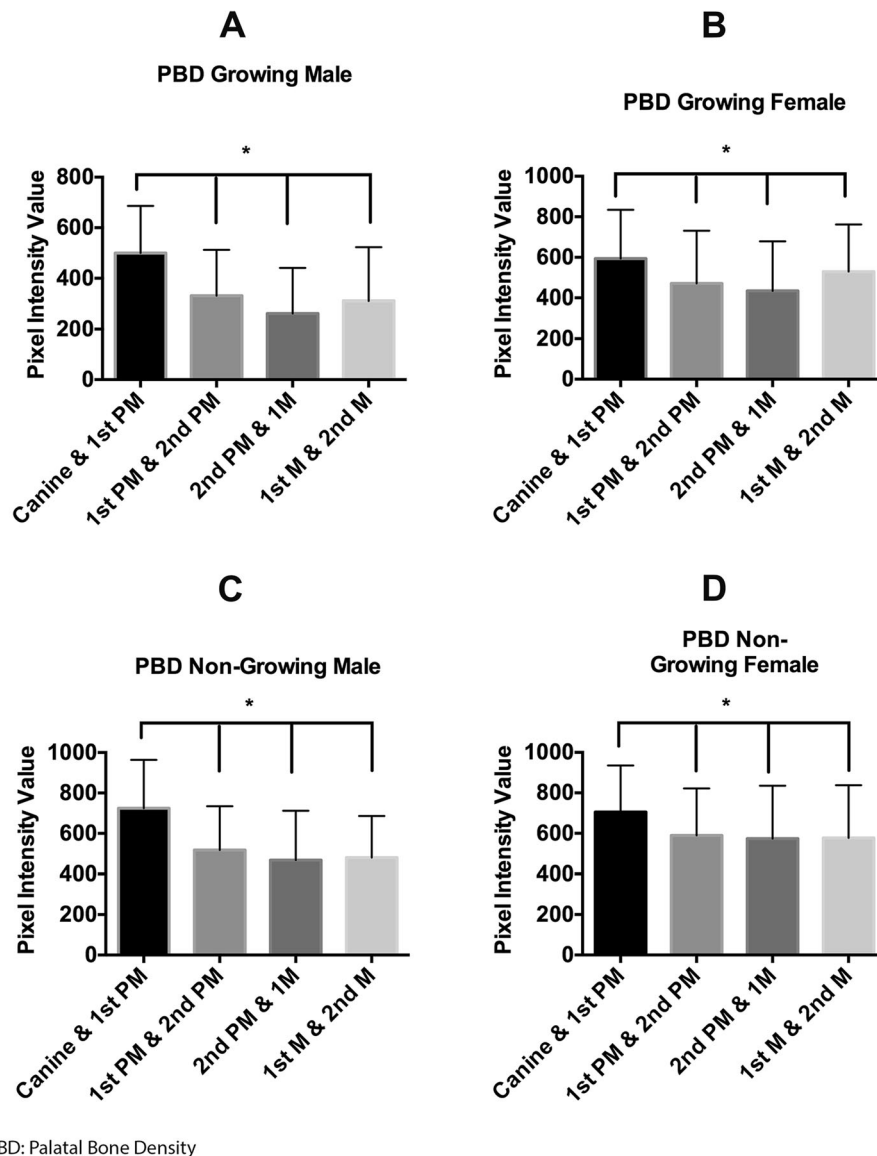 A
PBD Growing Male
*
Pixel Intensity Value
800
600
400
200
0
Canine & 1st PM
1st PM & 2nd PM
2nd PM & 1M
1st M & 2nd M
B
PBD Growing Female
*
Pixel Intensity Value
1000
800
600
400
200
0
Canine & 1st PM
1st PM & 2nd PM
2nd PM & 1M
1st M & 2nd M
C
PBD Non-Growing Male
*
Pixel Intensity Value
1000
800
600
400
200
0
Canine & 1st PM
1st PM & 2nd PM
2nd PM & 1M
1st M & 2nd M
D
PBD Non-
Growing Female
*
Pixel Intensity Value
1000
800
600
400
200
0
Canine & 1st PM
1st PM & 2nd PM
2nd PM & 1M
1st M & 2nd M
BD: Palatal Bone Density